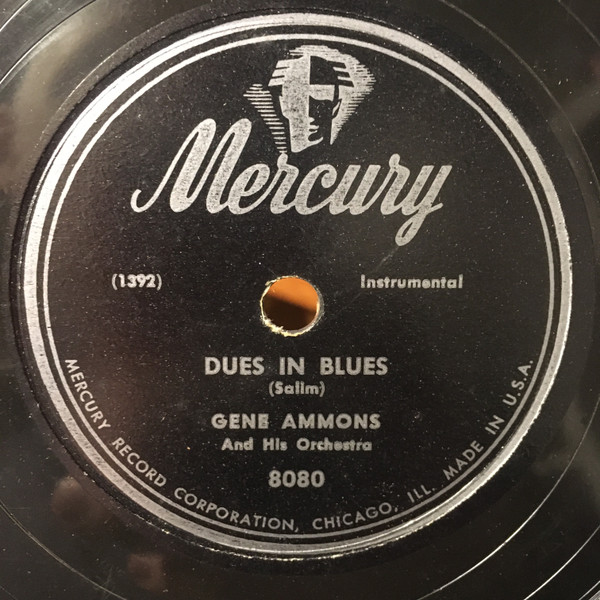 Mercury
(1392)
Instrumental
DUES IN BLUES
(Salim)
GENE AMMONS
And His Orchestra
8080
MERCURY RECORD CORPORATION, CHICAGO, ILL. MADE IN U.S.A.